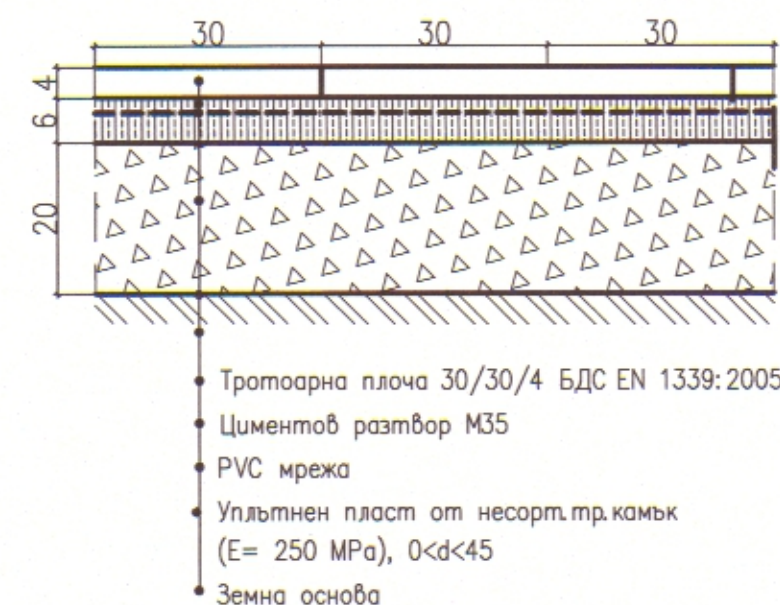 30 30 30
4
6
20
Тротоарна плоча 30/30/4 БДС EN 1339:2005
Циментов разтвор М35
PVC мрежа
Уплътнен пласт от несорт.тр.камък
(E= 250 MPa), 0<d<45
Земна основа